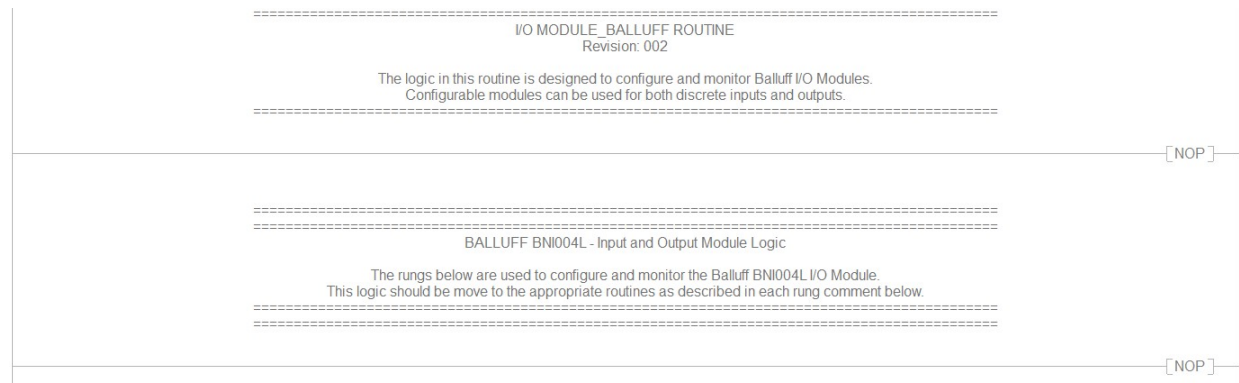 ==========================================================================================
I/O MODULE_BALLUFF ROUTINE
Revision: 002
The logic in this routine is designed to configure and monitor Balluff I/O Modules.
Configurable modules can be used for both discrete inputs and outputs.
==========================================================================================
NOP
==========================================================================================
==========================================================================================
BALLUFF BNI004L - Input and Output Module Logic
The rungs below are used to configure and monitor the Balluff BNI004L I/O Module.
This logic should be move to the appropriate routines as described in each rung comment below.
==========================================================================================
==========================================================================================
NOP